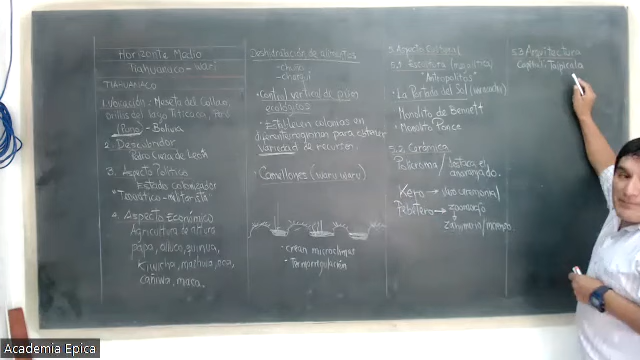 Horizonte Medio
Tiahuanaco - Wari
TIAHUANACO
1. Ubicación: Meseta del Collao,
orillas del lago Titicaca, Perú
(Puno) - Bolivia
2. Descubridor
Pedro Cieza de León
3. Aspecto Político
Estado colonizador
Teocrático - militarista
4. Aspecto Económico
Agricultura de altura
papa, olluco, quinua,
Kiwicha, mashua, oca,
cañiwa, maca.
Deshidratación de alimentos
- chuño
- charqui
Control vertical de pisos
ecológicos
Establecen colonias en
diferentes
para obtener
variedad de recursos.
Camellones (waru waru)
- crean microclimas
- Termorregulación
5. Aspecto Cultural
5.1 Escultura
"Antropolitos"
La Portada del Sol (wiracocha)
Monolito de Bennett
Monolito Ponce
5.2. Cerámica
Policroma / destaca el
anaranjado.
Kero → vaso ceremonial
Pebetero → zoomorfo
zahumerio /
5.3 Arquitectura
Capital: Taipicala
Academia Epica